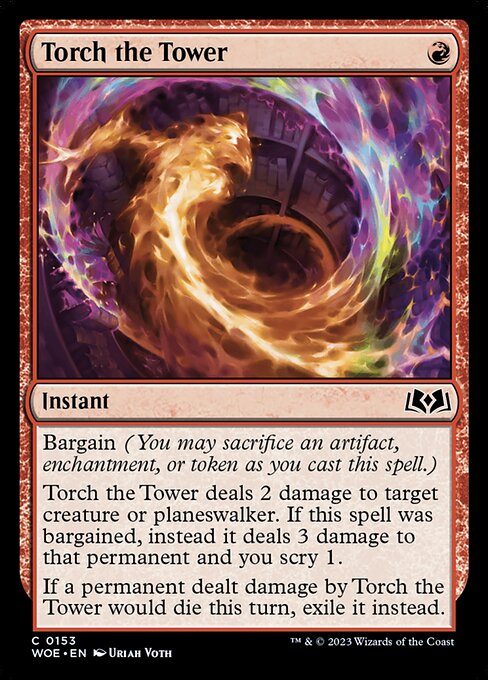 Torch the Tower
Instant
Bargain (You may sacrifice an artifact,
enchantment, or token as you cast this spell.)
Torch the Tower deals 2 damage to target
creature or planeswalker. If this spell was
bargained, instead it deals 3 damage to
that permanent and you scry 1.
If a permanent dealt damage by Torch the
Tower would die this turn, exile it instead.
C 0153
WOE • EN Uriah Voth
™ & © 2023 Wizards of the Coast